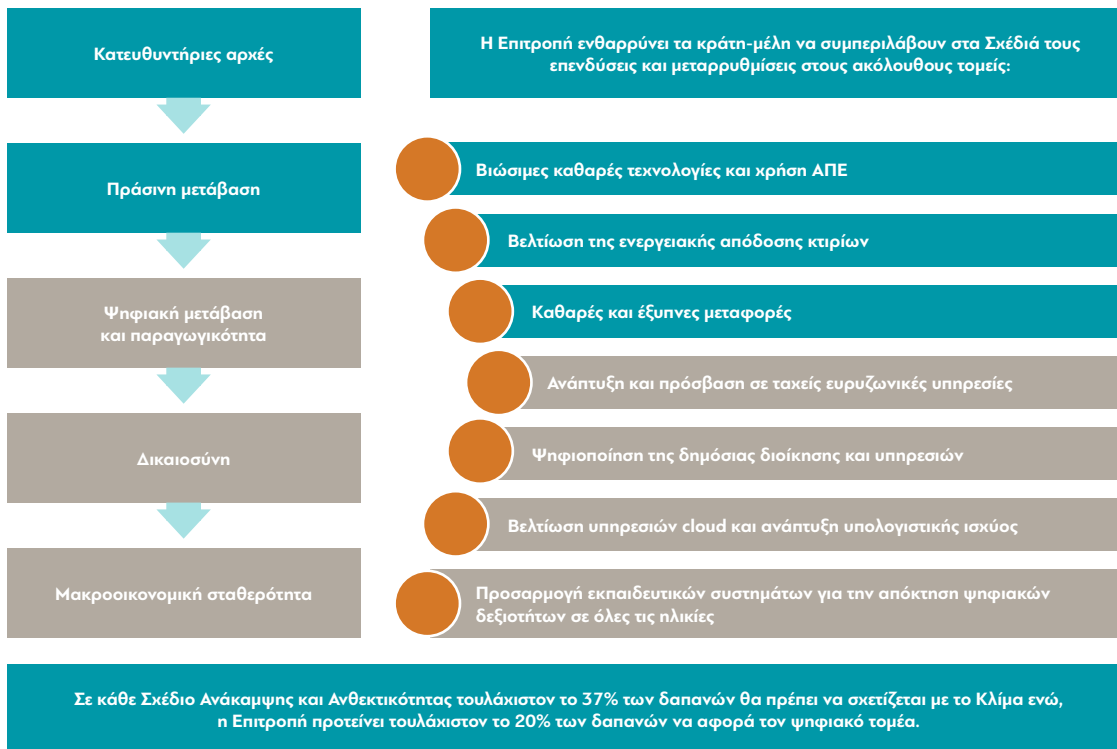 Κατευθυντήριες αρχές
Πράσινη μετάβαση
Ψηφιακή μετάβαση
και παραγωγικότητα
Δικαιοσύνη
Μακροοικονομική σταθερότητα
Η Επιτροπή ενθαρρύνει τα κράτη-μέλη να συμπεριλάβουν στα Σχέδιά τους
επενδύσεις και μεταρρυθμίσεις στους ακόλουθους τομείς:
Βιώσιμες καθαρές τεχνολογίες και χρήση ΑΠΕ
Βελτίωση της ενεργειακής απόδοσης κτιρίων
Καθαρές και έξυπνες μεταφορές
Ανάπτυξη και πρόσβαση σε ταχείς ευρυζωνικές υπηρεσίες
Ψηφιοποίηση της δημόσιας διοίκησης και υπηρεσιών
Βελτίωση υπηρεσιών cloud και ανάπτυξη υπολογιστικής ισχύος
Προσαρμογή εκπαιδευτικών συστημάτων για την απόκτηση ψηφιακών
δεξιοτήτων σε όλες τις ηλικίες
Σε κάθε Σχέδιο Ανάκαμψης και Ανθεκτικότητας τουλάχιστον το 37% των δαπανών θα πρέπει να σχετίζεται με το Κλίμα ενώ,
η Επιτροπή προτείνει τουλάχιστον το 20% των δαπανών να αφορά τον ψηφιακό τομέα.